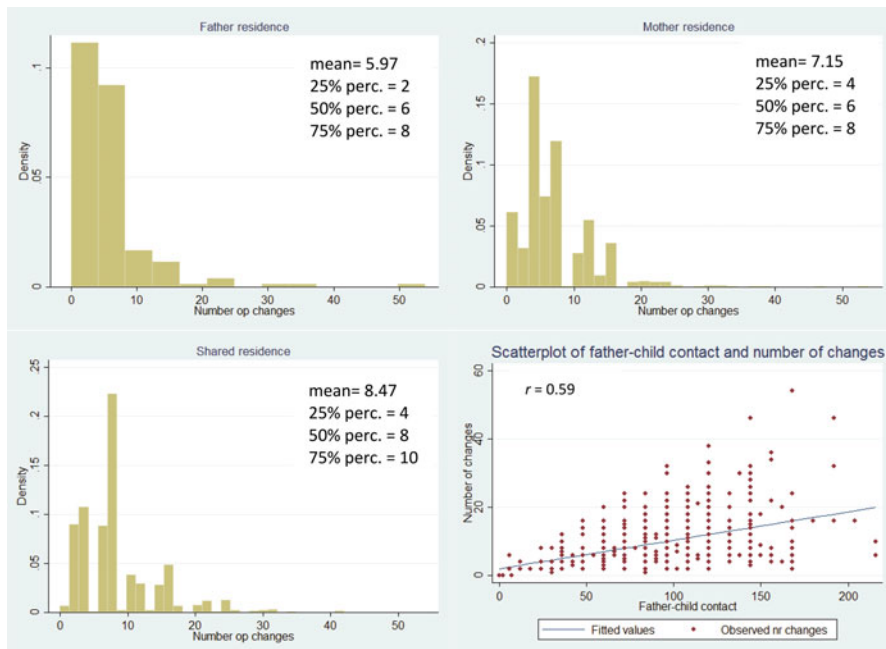 Father residence
mean= 5.97
25% perc. = 2
50% perc. = 6
75% perc. = 8
Density
.1
.05
0
0 10 20 30 40 50
Number op changes
Mother residence
mean= 7.15
25% perc. = 4
50% perc. = 6
75% perc. = 8
Density
.2
.15
.1
.05
0
0 10 20 30 40 50
Number op changes
Shared residence
mean= 8.47
25% perc. = 4
50% perc. = 8
75% perc. = 10
Density
.25
.2
.15
.1
.05
0
0 10 20 30 40 50
Number op changes
Scatterplot of father-child contact and number of changes
r = 0.59
Number of changes
60
40
20
0
0 50 100 150 200
Father-child contact
Fitted values Observed nr changes